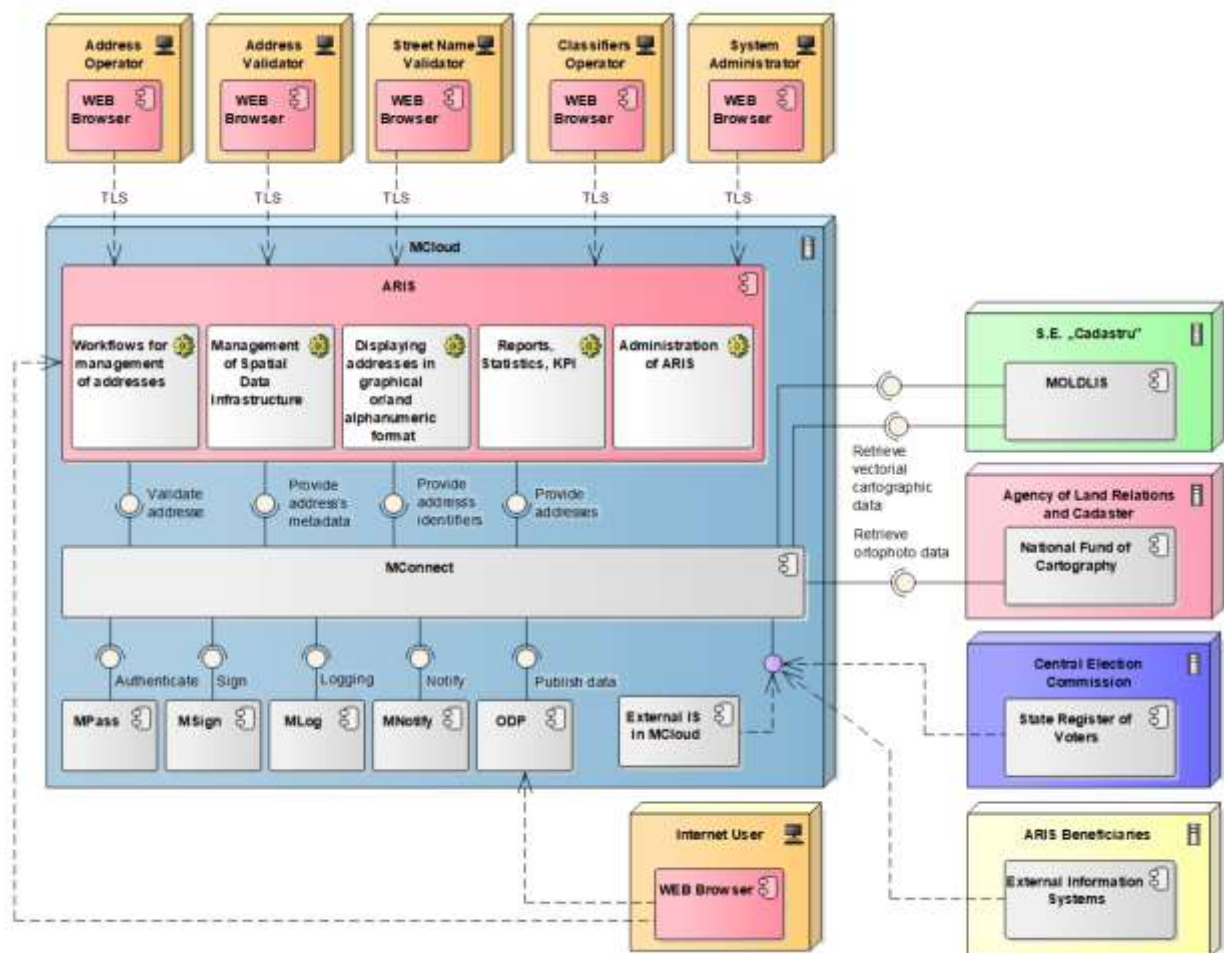 Address
Operator
WEB
Browser
Address
Validator
WEB
Browser
Street Name
Validator
WEB
Browser
Classifiers
Operator
WEB
Browser
System
Administrator
WEB
Browser
TLS
TLS
TLS
TLS
TLS
MCloud
ARIS
Workflows for
management
of addresses
Management
of Spatial
Data
Infrastructure
Displaying
addresses in
graphical
or/and
alphanumeric
format
Reports,
Statistics, KPI
Administration
of ARIS
Validate
addresse
Provide
address's
metadata
Provide
address's
identifiers
Provide
addresses
MConnect
Authenticate
Sign
Logging
Notify
Publish data
MPass
MSign
MLog
MNotify
ODP
External IS
in MCloud
S.E. „Cadastru"
MOLDLIS
Retrieve
vectorial
cartographic
data
Retrieve
ortophoto data
Agency of Land Relations
and Cadaster
National Fund of
Cartography
Central Election
Commission
State Register of
Voters
Internet User
WEB Browser
ARIS Beneficiaries
External Information
Systems